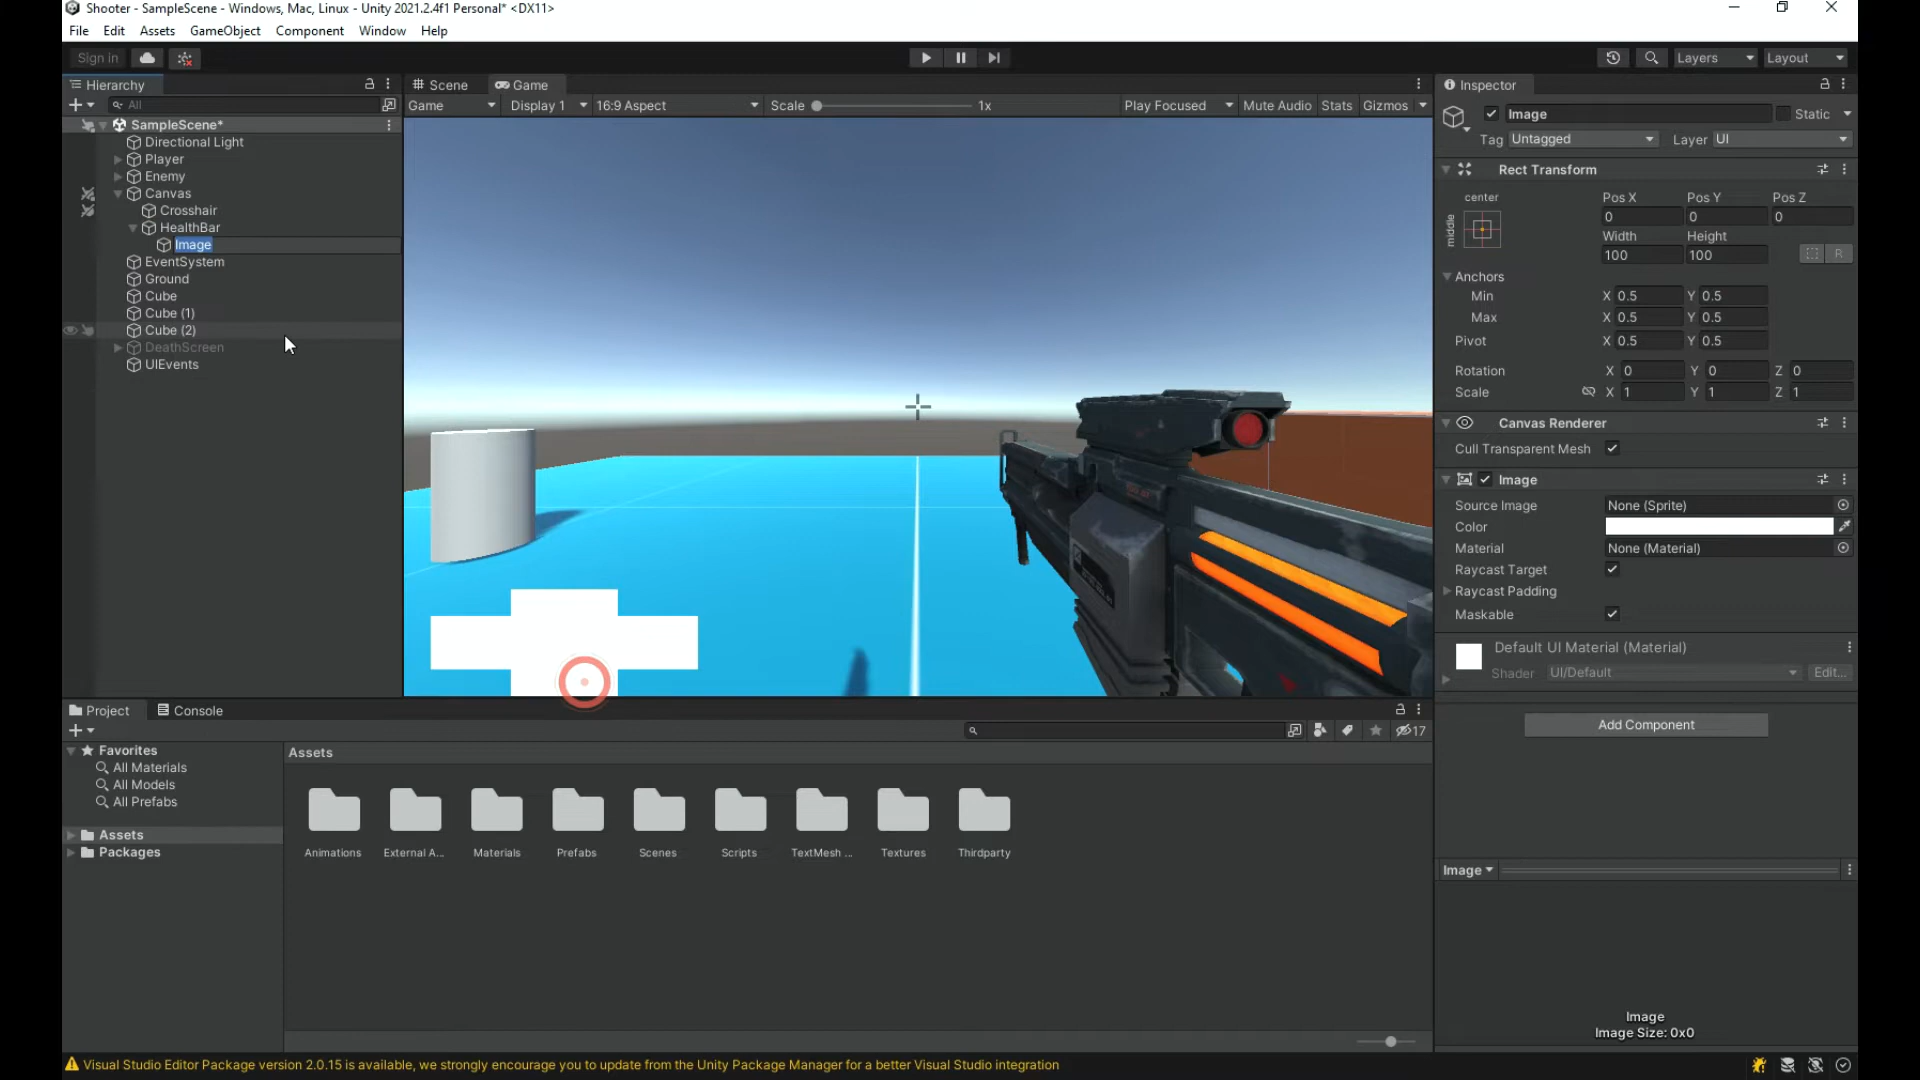 Shooter - SampleScene - Windows, Mac, Linux - Unity 2021.2.4f1 Personal* <DX11>
File Edit Assets GameObject Component Window Help
Sign in Layers Layout
Hierarchy
All
SampleScene*
Directional Light
Player
Enemy
Canvas
Crosshair
HealthBar
Image
EventSystem
Ground
Cube
Cube (1)
Cube (2)
DeathScreen
UIEvents
Scene Game
Game Display 1 16:9 Aspect Scale 1x Play Focused Mute Audio Stats Gizmos
Inspector
Image Static
Tag Untagged Layer UI
Rect Transform
center Pos X Pos Y Pos Z
middle 0 0 0
Width Height
100 100 R
Anchors
Min X 0.5 Y 0.5
Max X 0.5 Y 0.5
Pivot X 0.5 Y 0.5
Rotation X 0 Y 0 Z 0
Scale X 1 Y 1 Z 1
Canvas Renderer
Cull Transparent Mesh
Image
Source Image None (Sprite)
Color
Material None (Material)
Raycast Target
Raycast Padding
Maskable
Default UI Material (Material)
Shader UI/Default Edit...
Add Component
Image
Image
Image Size: 0x0
Project Console
17
Favorites
All Materials
All Models
All Prefabs
Assets
Packages
Assets
Animations External A... Materials Prefabs Scenes Scripts TextMesh ... Textures Thirdparty
Visual Studio Editor Package version 2.0.15 is available, we strongly encourage you to update from the Unity Package Manager for a better Visual Studio integration